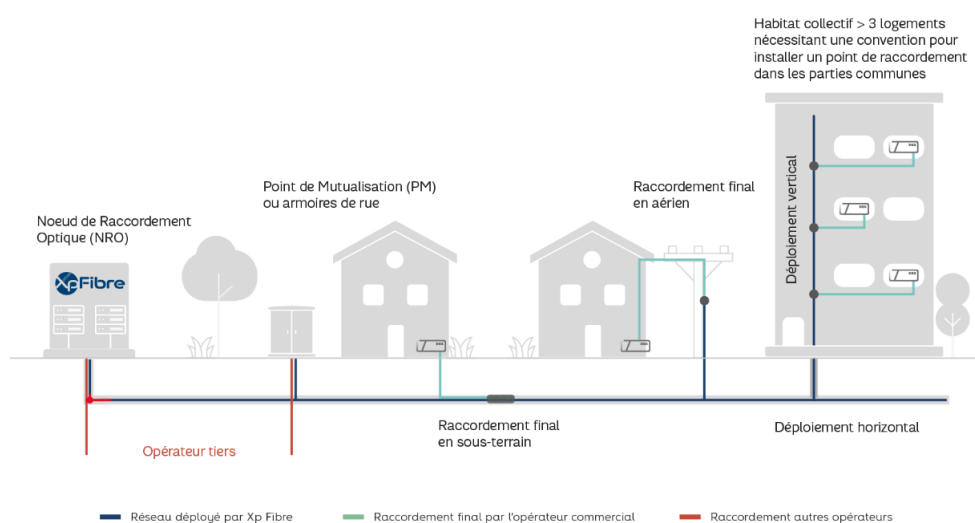 Habitat collectif > 3 logements
nécessitant une convention pour
installer un point de raccordement
dans les parties communes
Point de Mutualisation (PM)
ou armoires de rue
Raccordement final
en aérien
Noeud de Raccordement
Optique (NRO)
XpFibre
Déploiement vertical
Raccordement final
en sous-terrain
Déploiement horizontal
Opérateur tiers
Réseau déployé par Xp Fibre
Raccordement final par l'opérateur commercial
Raccordement autres opérateurs